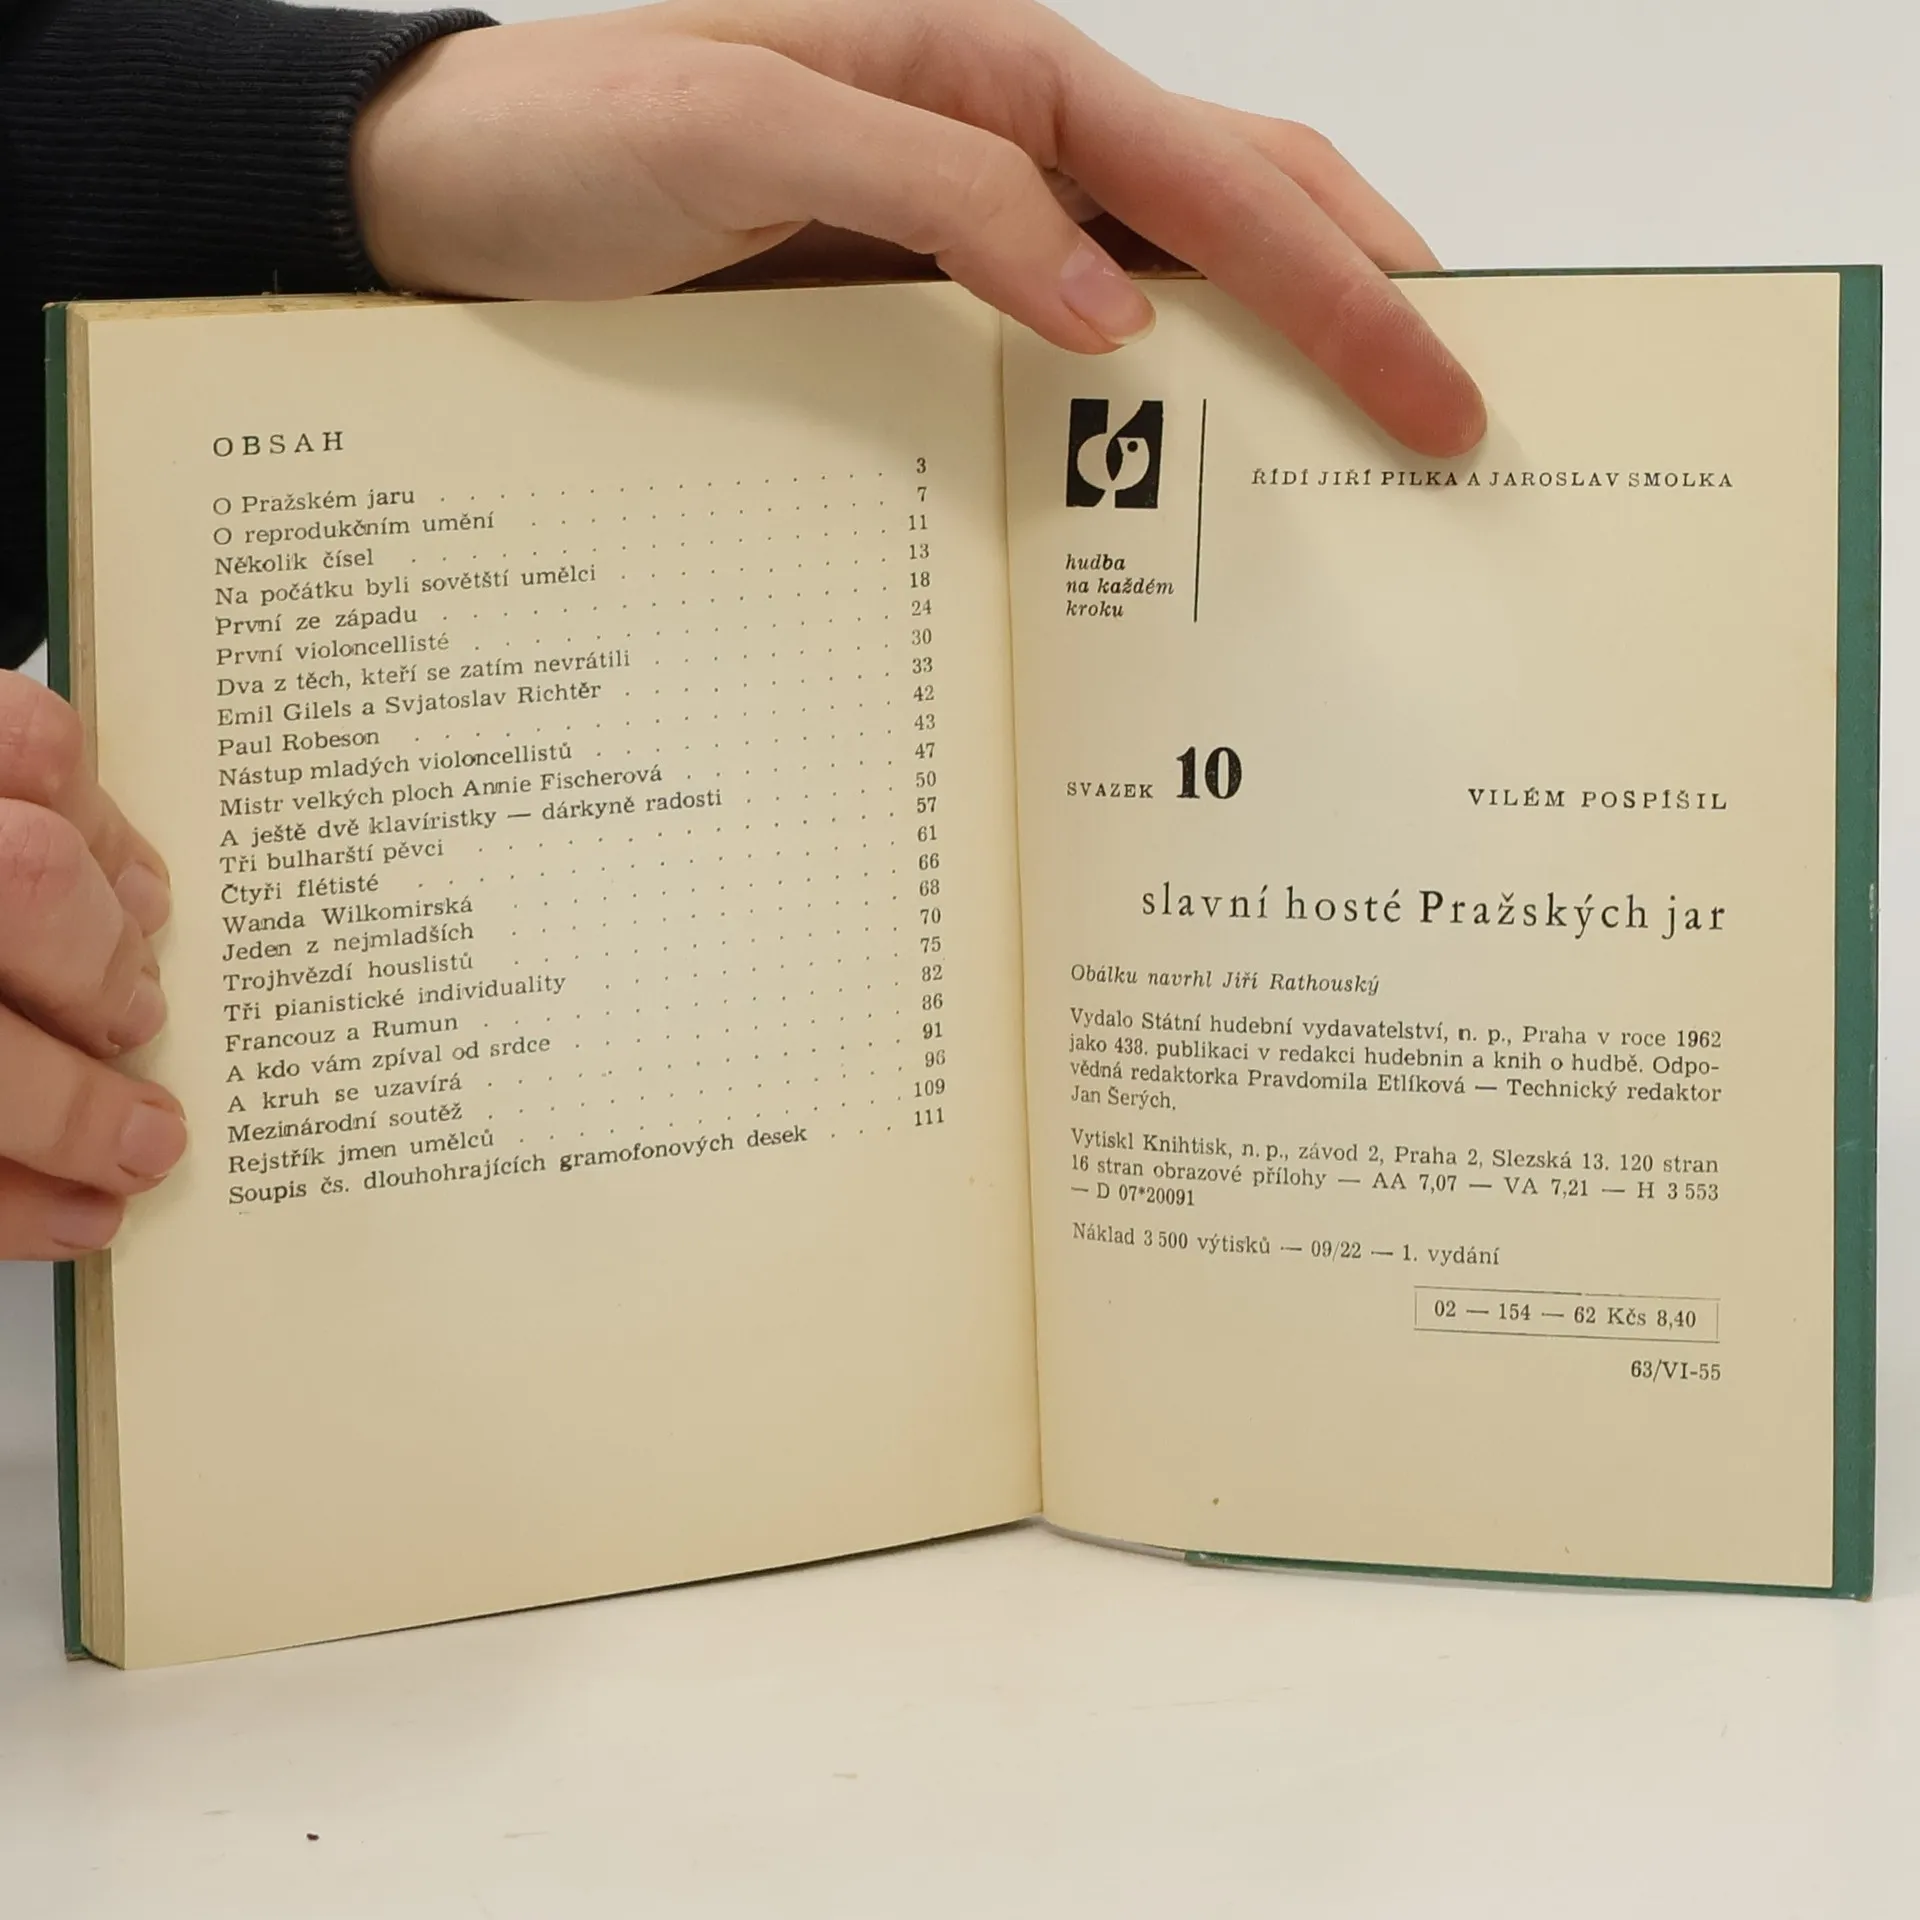 OBSAH
O Pražském jaru . . . . . . . . . . . . . . . 3
O reprodukčním umění . . . . . . . . . . . . 7
Několik čísel . . . . . . . . . . . . . . . . 11
Na počátku byli sovětští umělci . . . . . . . . . 13
První ze západu . . . . . . . . . . . . . . . 18
První violoncellisté . . . . . . . . . . . . . . 24
Dva z těch, kteří se zatím nevrátili . . . . . . . . 30
Emil Gilels a Svjatoslav Richtěr . . . . . . . . . 33
Paul Robeson . . . . . . . . . . . . . . . . 42
Nástup mladých violoncellistů . . . . . . . . . . 43
Mistr velkých ploch Annie Fischerová . . . . . . . 47
A ještě dvě klavíristky — dárkyně radosti . . . . . 50
Tři bulharští pěvci . . . . . . . . . . . . . . 57
Čtyři flétisté . . . . . . . . . . . . . . . . 61
Wanda Wilkomirská . . . . . . . . . . . . . 66
Jeden z nejmladších . . . . . . . . . . . . . 68
Trojhvězdí houslistů . . . . . . . . . . . . . 70
Tři pianistické individuality . . . . . . . . . . 75
Francouz a Rumun . . . . . . . . . . . . . . 82
A kdo vám zpíval od srdce . . . . . . . . . . . 86
A kruh se uzavírá . . . . . . . . . . . . . . 91
Mezinárodní soutěž . . . . . . . . . . . . . . 96
Rejstřík jmen umělců . . . . . . . . . . . . . 109
Soupis čs. dlouhohrajících gramofonových desek . . . 111
ŘÍDÍ JIŘÍ PILKA A JAROSLAV SMOLKA
hudba
na každém
kroku
SVAZEK 10 VILÉM POSPÍŠIL
slavní hosté Pražských jar
Obálku navrhl Jiří Rathouský
Vydalo Státní hudební vydavatelství, n. p., Praha v roce 1962
jako 438. publikaci v redakci hudebnin a knih o hudbě. Odpo-
vědná redaktorka Pravdomila Etlíková — Technický redaktor
Jan Šerých.
Vytiskl Knihtisk, n. p., závod 2, Praha 2, Slezská 13. 120 stran
16 stran obrazové přílohy — AA 7,07 — VA 7,21 — H 3 553
— D 07*20091
Náklad 3 500 výtisků — 09/22 — 1. vydání
02 — 154 — 62 Kčs 8,40
63/VI-55